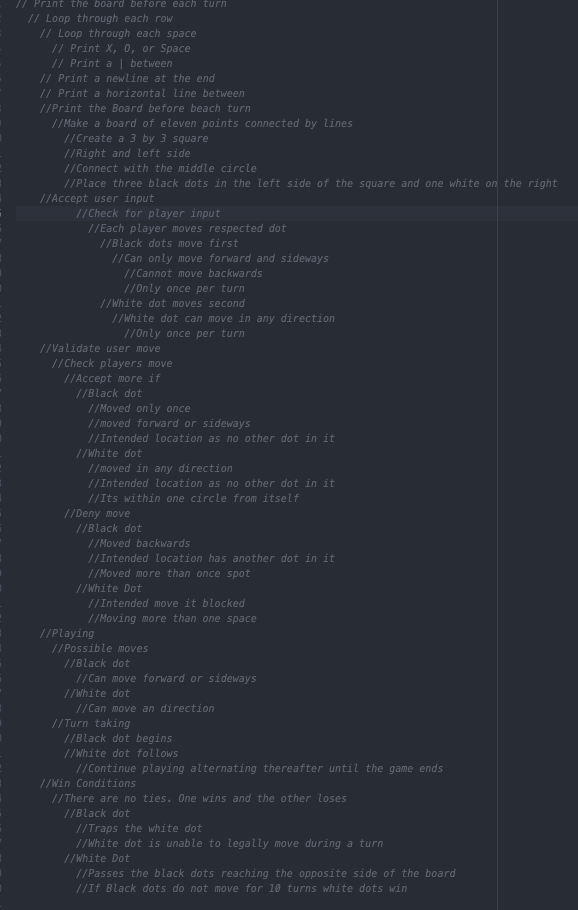 // Print the board before each turn
// Loop through each row
// Loop through each space
// Print X, O, or Space
// Print a | between
// Print a newline at the end
// Print a horizontal line between
//Print the Board before beach turn
//Make a board of eleven points connected by lines
//Create a 3 by 3 square
//Right and left side
//Connect with the middle circle
//Place three black dots in the left side of the square and one white on the right
//Accept user input
//Check for player input
//Each player moves respected dot
//Black dots move first
//Can only move forward and sideways
//Cannot move backwards
//Only once per turn
//White dot moves second
//White dot can move in any direction
//Only once per turn
//Validate user move
//Check players move
//Accept more if
//Black dot
//Moved only once
//moved forward or sideways
//Intended location as no other dot in it
//White dot
//moved in any direction
//Intended location as no other dot in it
//Its within one circle from itself
//Deny move
//Black dot
//Moved backwards
//Intended location has another dot in it
//Moved more than once spot
//White Dot
//Intended move it blocked
//Moving more than one space
//Playing
//Possible moves
//Black dot
//Can move forward or sideways
//White dot
//Can move an direction
//Turn taking
//Black dot begins
//White dot follows
//Continue playing alternating thereafter until the game ends
//Win Conditions
//There are no ties. One wins and the other loses
//Black dot
//Traps the white dot
//White dot is unable to legally move during a turn
//White Dot
//Passes the black dots reaching the opposite side of the board
//If Black dots do not move for 10 turns white dots win